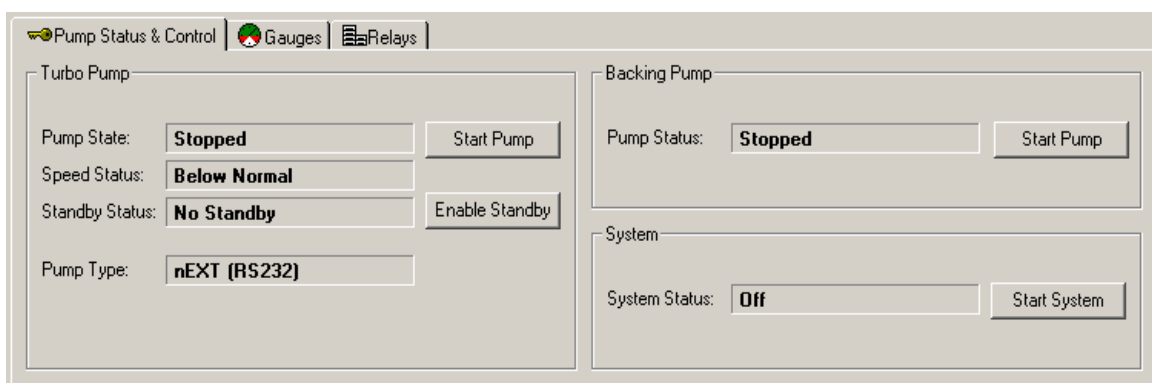 Pump Status & Control Gauges Relays
Turbo Pump
Pump State: Stopped Start Pump
Speed Status: Below Normal
Standby Status: No Standby Enable Standby
Pump Type: nEXT (RS232)
Backing Pump
Pump Status: Stopped Start Pump
System
System Status: Off Start System